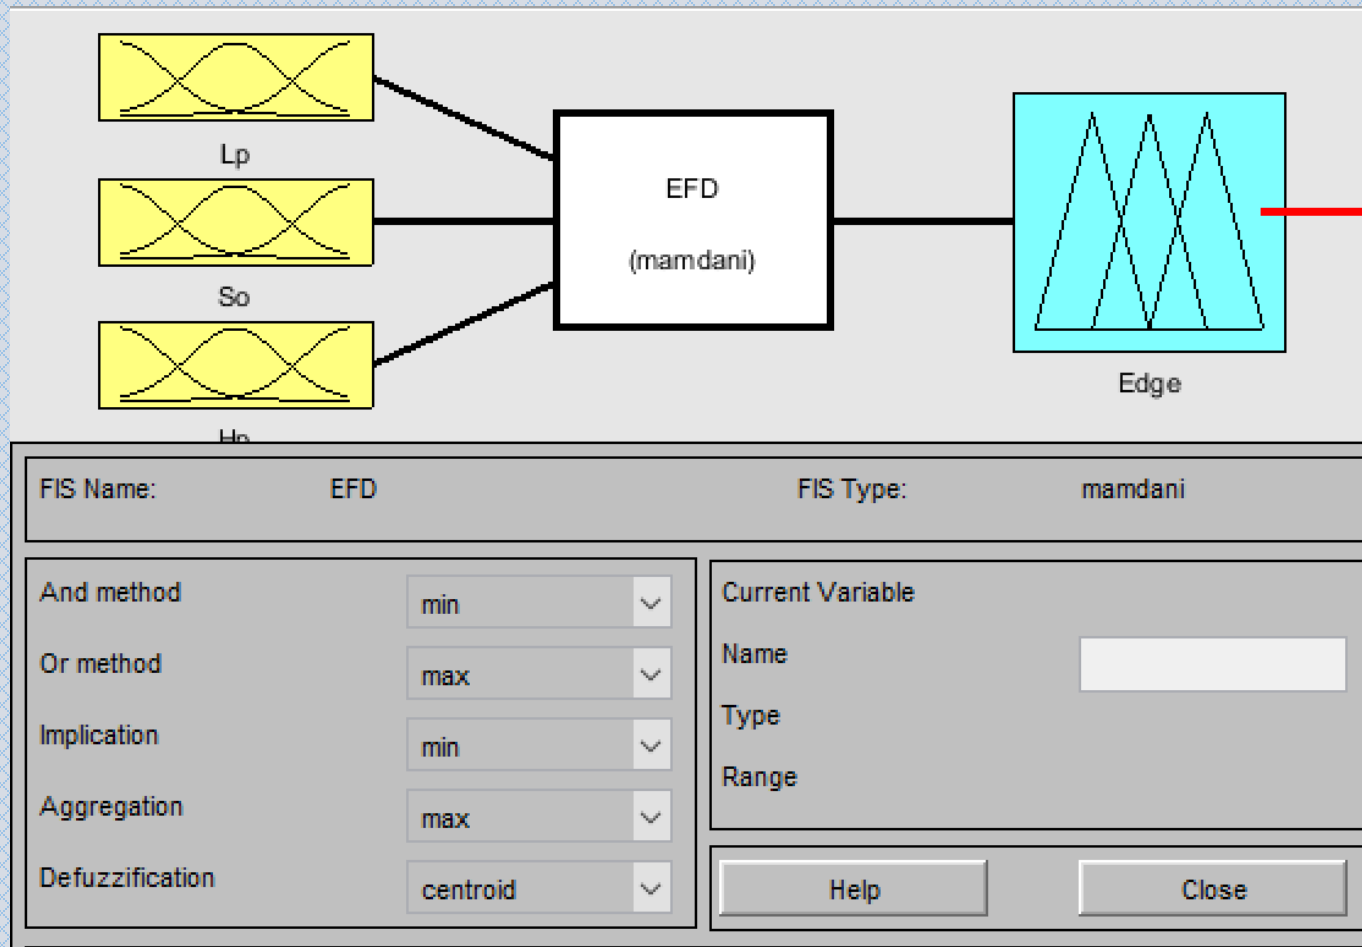 Lp
So
Hp
EFD
(mamdani)
Edge
FIS Name: EFD FIS Type: mamdani
And method min
Or method max
Implication min
Aggregation max
Defuzzification centroid
Current Variable
Name
Type
Range
Help Close